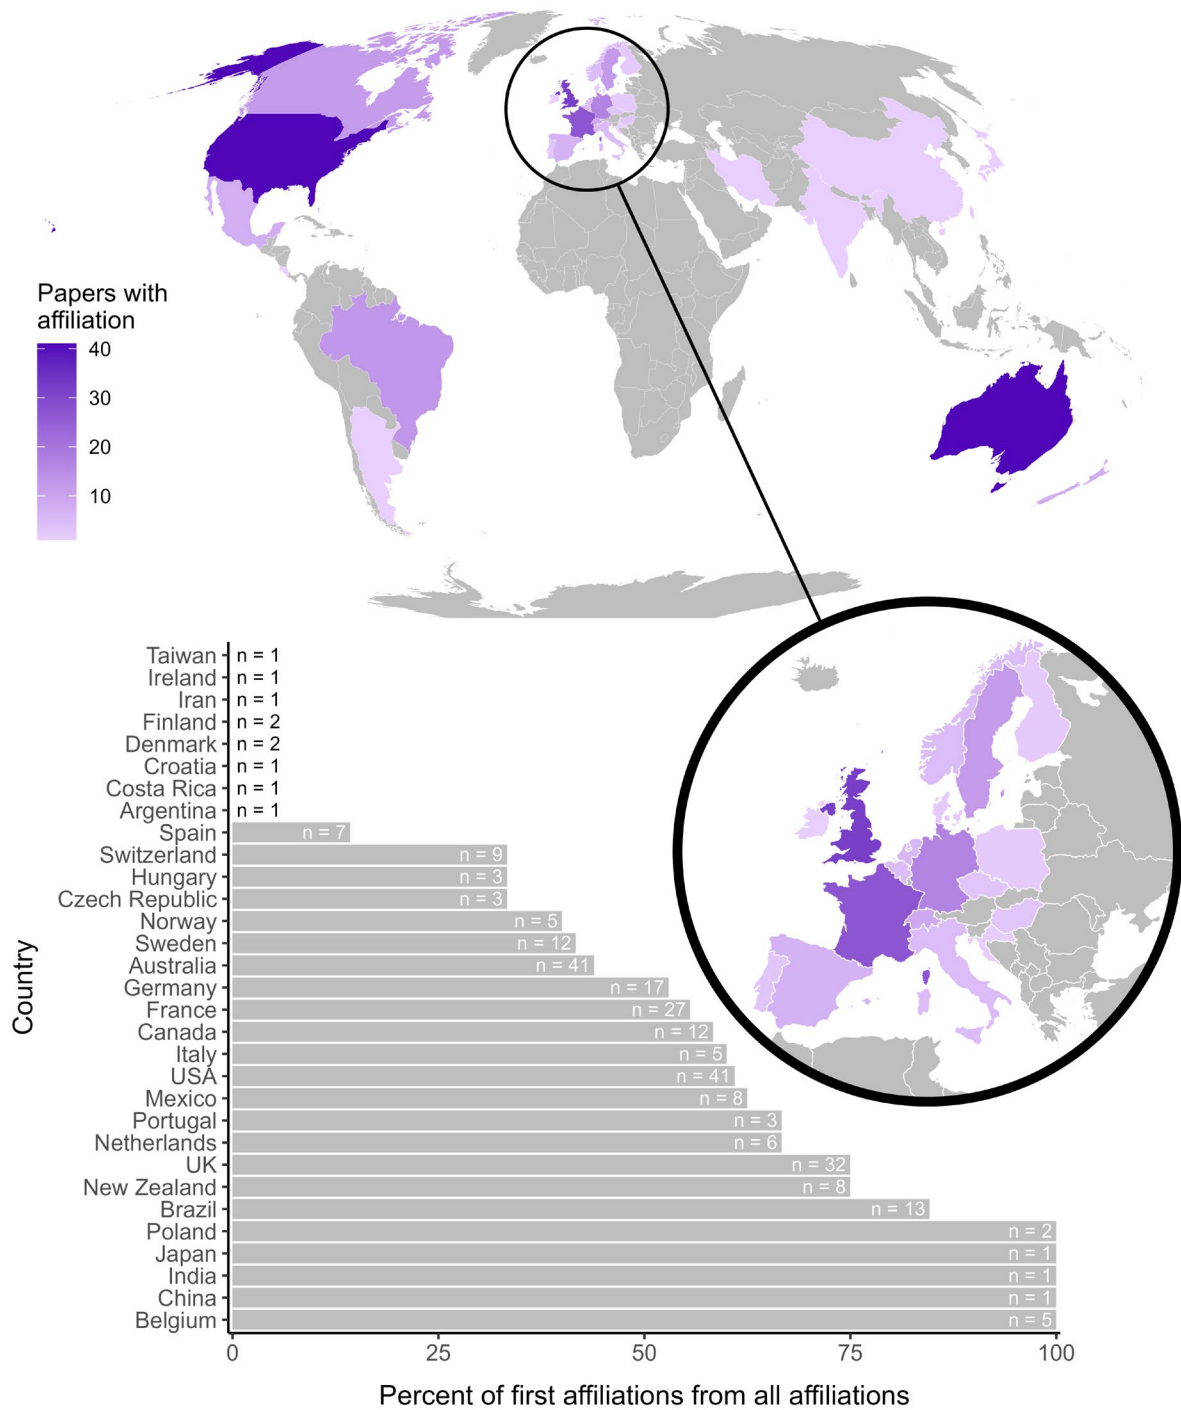 Papers with
affiliation
40
30
20
10
Country
Taiwan n = 1
Ireland n = 1
Iran n = 1
Finland n = 2
Denmark n = 2
Croatia n = 1
Costa Rica n = 1
Argentina n = 1
Spain n = 7
Switzerland n = 9
Hungary n = 3
Czech Republic n = 3
Norway n = 5
Sweden n = 12
Australia n = 41
Germany n = 17
France n = 27
Canada n = 12
Italy n = 5
USA n = 41
Mexico n = 8
Portugal n = 3
Netherlands n = 6
UK n = 32
New Zealand n = 8
Brazil n = 13
Poland n = 2
Japan n = 1
India n = 1
China n = 1
Belgium n = 5
0 25 50 75 100
Percent of first affiliations from all affiliations